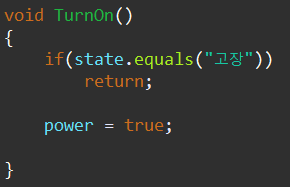 void TurnOn()
{
    if(state.equals("고장"))
        return;

    power = true;

}